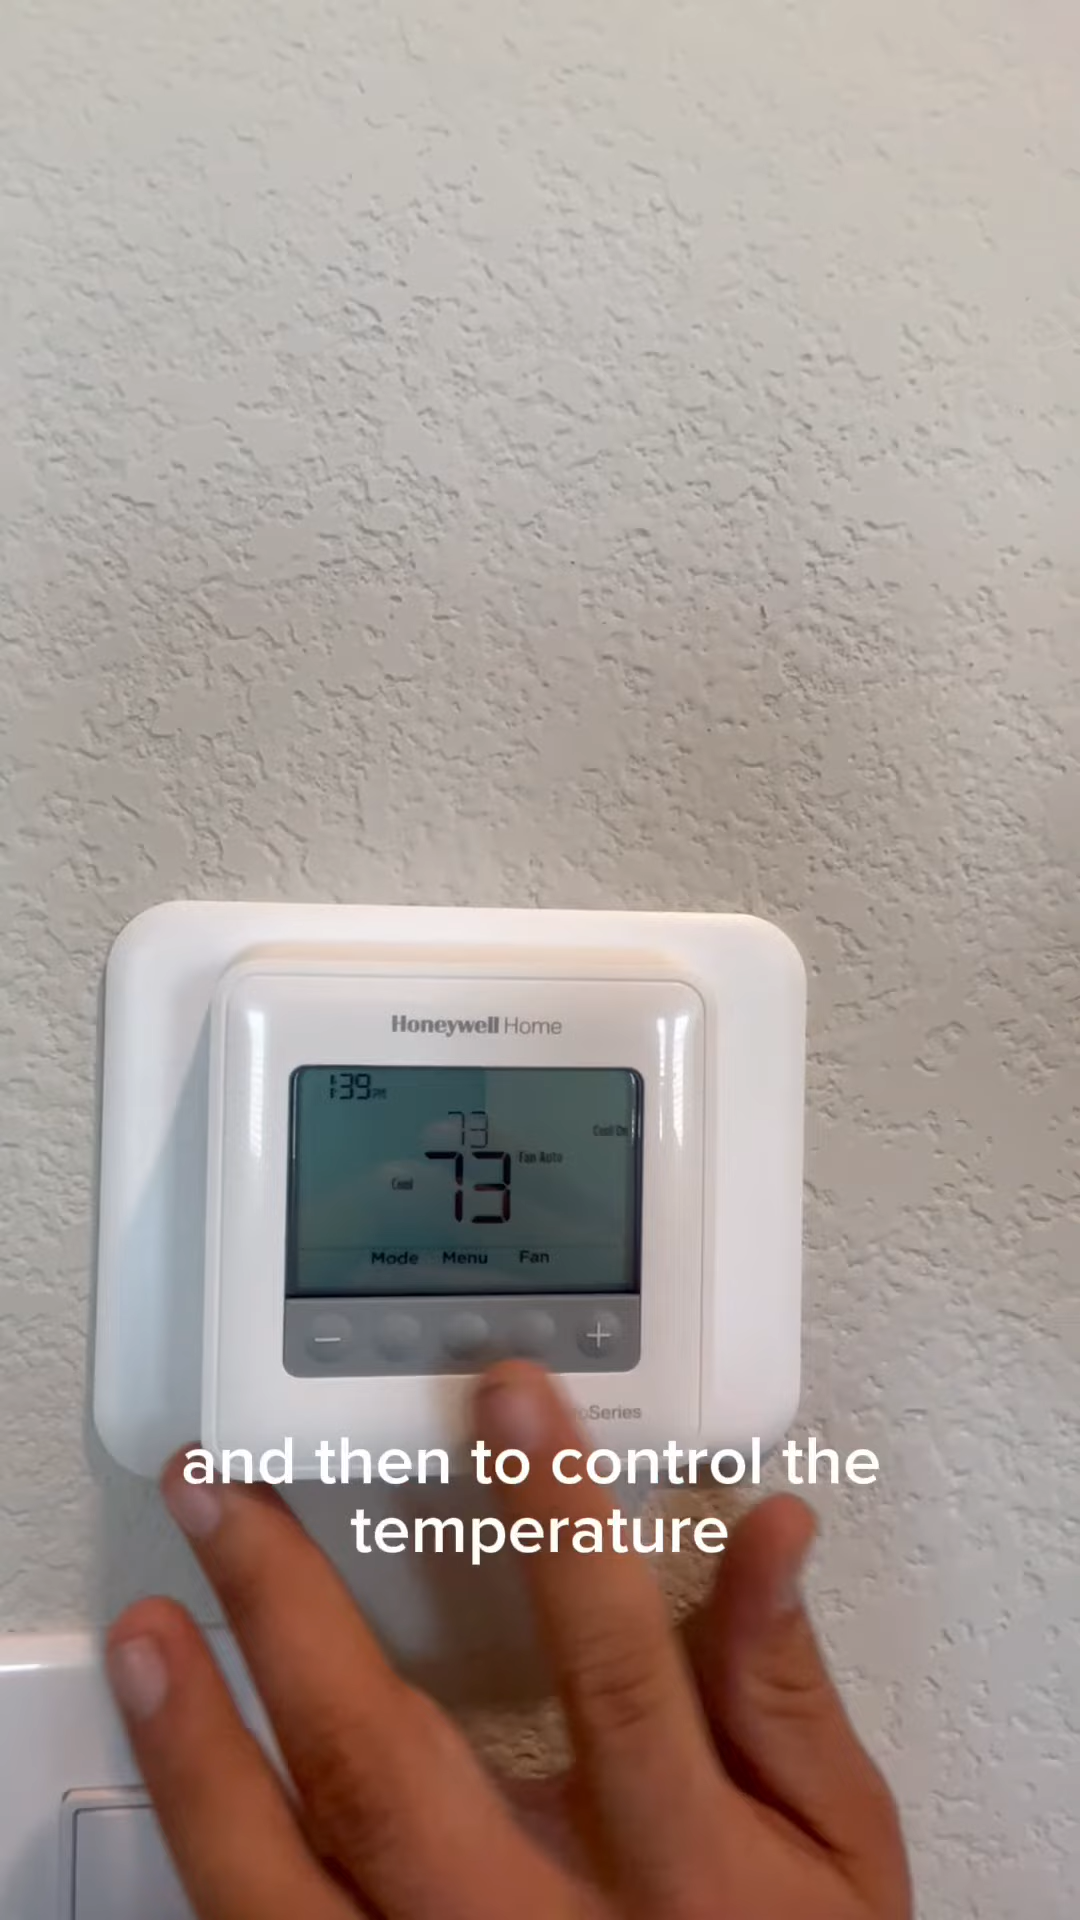 Honeywell Home
1:39 PM
73
Cool On
Fan Auto
73
Cool
Mode Menu Fan
− +
Series
and then to control the
temperature